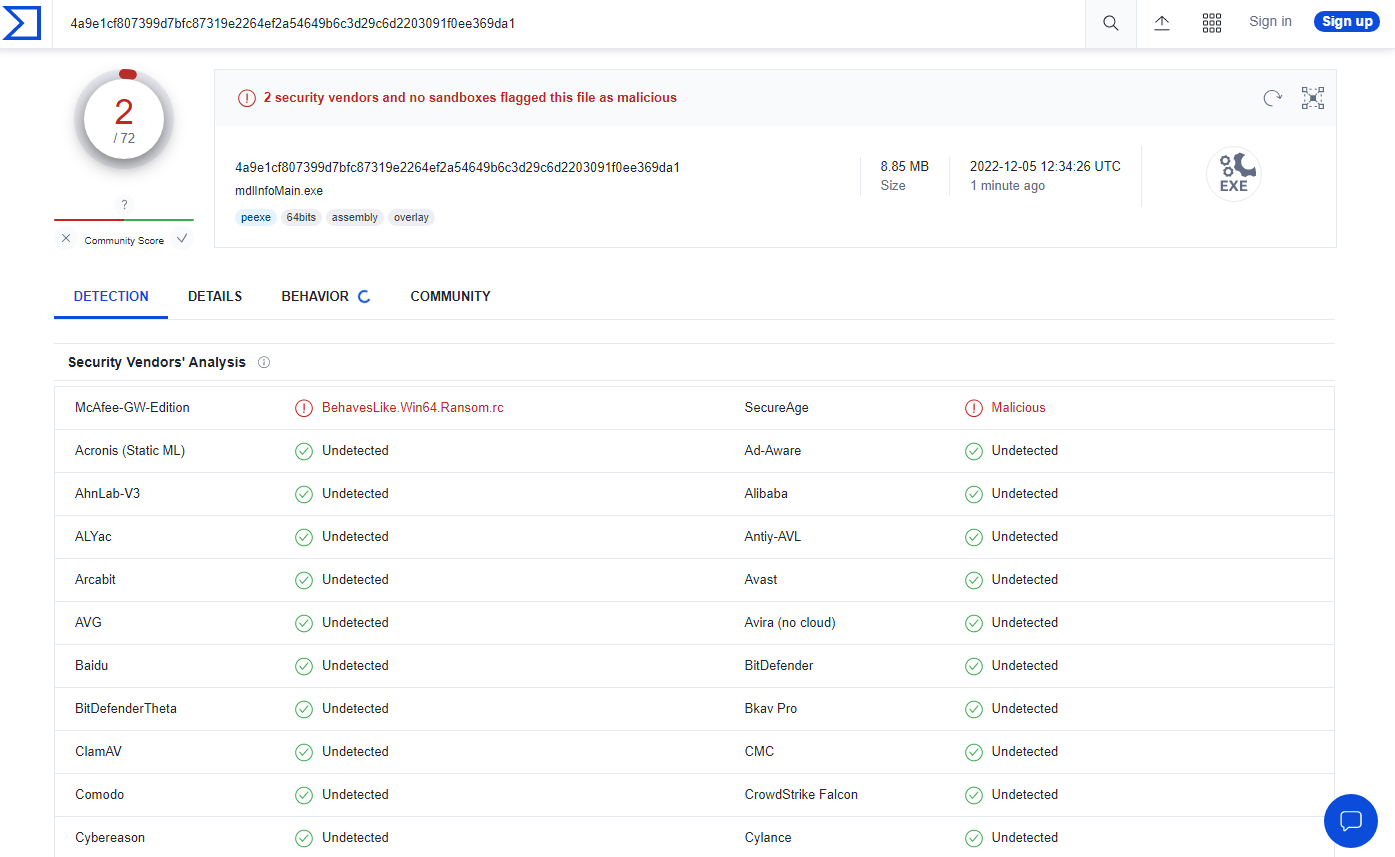 4a9e1cf807399d7bfc87319e2264ef2a54649b6c3d29c6d2203091f0ee369da1
Sign in
Sign up
2
/ 72
?
Community Score
2 security vendors and no sandboxes flagged this file as malicious
4a9e1cf807399d7bfc87319e2264ef2a54649b6c3d29c6d2203091f0ee369da1
mdlInfoMain.exe
peexe 64bits assembly overlay
8.85 MB
Size
2022-12-05 12:34:26 UTC
1 minute ago
EXE
DETECTION DETAILS BEHAVIOR COMMUNITY
Security Vendors' Analysis
McAfee-GW-Edition BehavesLike.Win64.Ransom.rc SecureAge Malicious
Acronis (Static ML) Undetected Ad-Aware Undetected
AhnLab-V3 Undetected Alibaba Undetected
ALYac Undetected Antiy-AVL Undetected
Arcabit Undetected Avast Undetected
AVG Undetected Avira (no cloud) Undetected
Baidu Undetected BitDefender Undetected
BitDefenderTheta Undetected Bkav Pro Undetected
ClamAV Undetected CMC Undetected
Comodo Undetected CrowdStrike Falcon Undetected
Cybereason Undetected Cylance Undetected